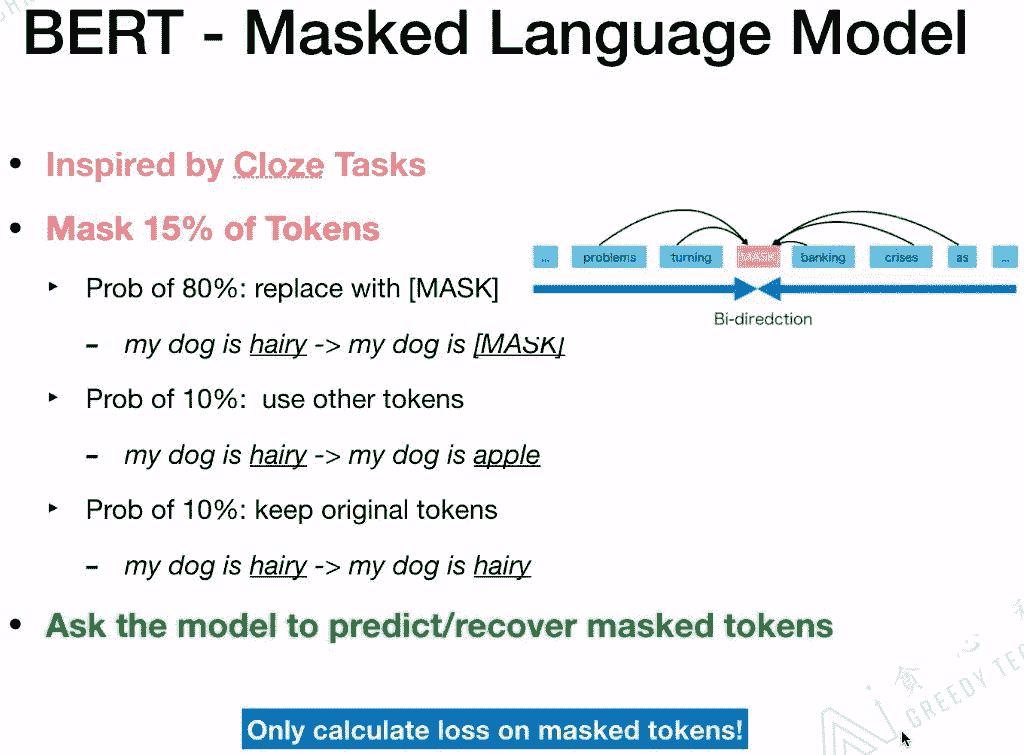 BERT - Masked Language Model
• Inspired by Cloze Tasks
• Mask 15% of Tokens
‣ Prob of 80%: replace with [MASK]
– my dog is hairy -> my dog is [MASK]
‣ Prob of 10%: use other tokens
– my dog is hairy -> my dog is apple
‣ Prob of 10%: keep original tokens
– my dog is hairy -> my dog is hairy
• Ask the model to predict/recover masked tokens
... problems turning MASK banking crises as ...
Bi-diredction
Only calculate loss on masked tokens!
貪
GREEDY TE